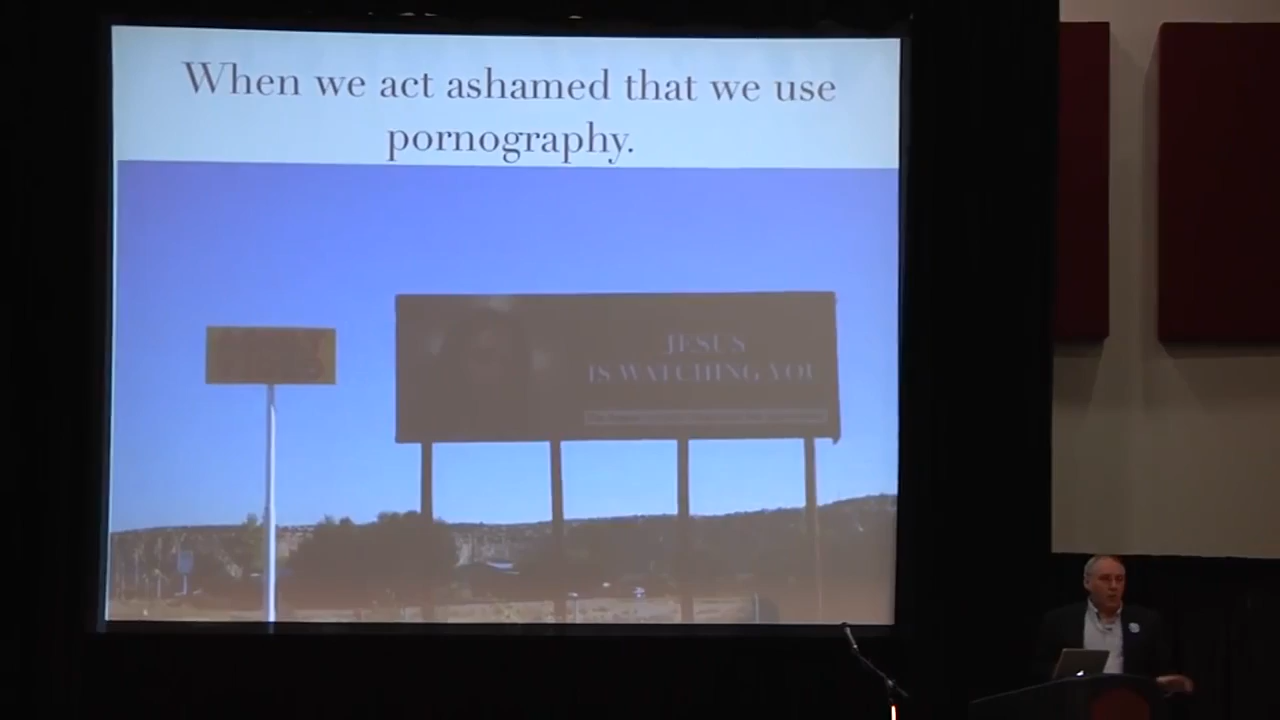 When we act ashamed that we use
pornography.
JESUS
IS WATCHING YOU